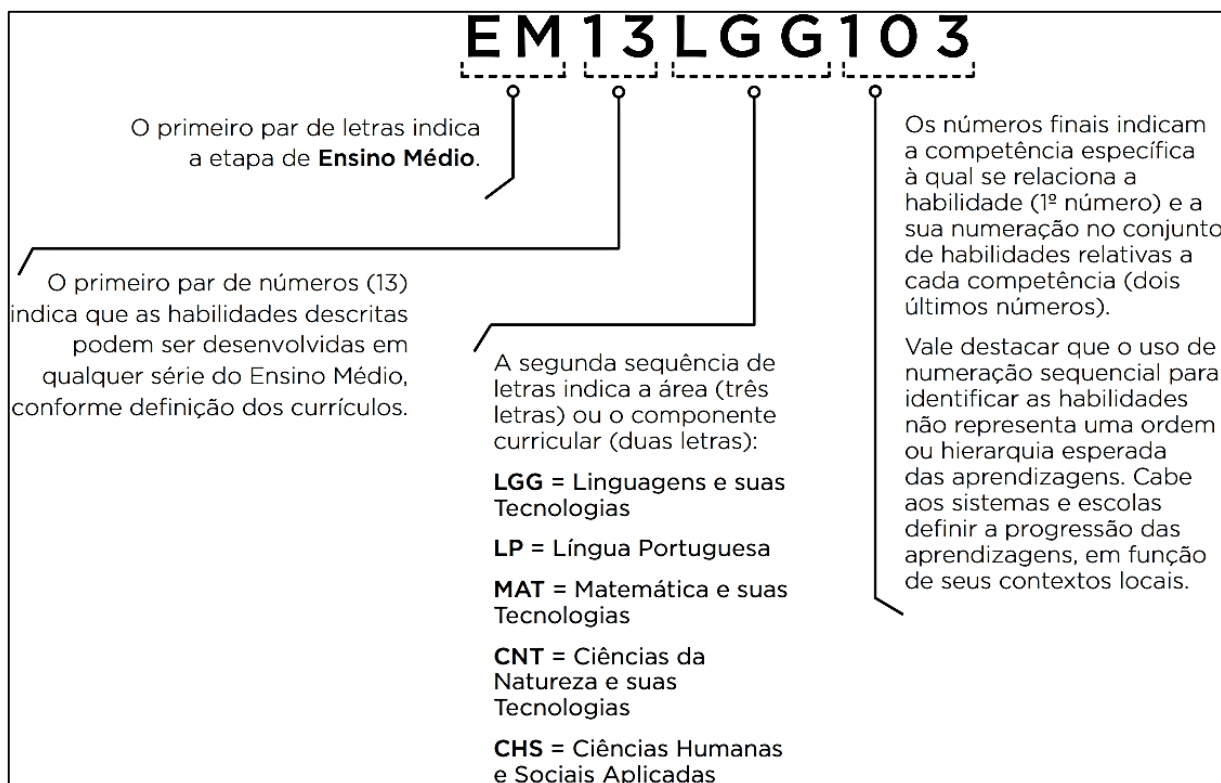 EM13LGG103
O primeiro par de letras indica
a etapa de Ensino Médio.
O primeiro par de números (13)
indica que as habilidades descritas
podem ser desenvolvidas em
qualquer série do Ensino Médio,
conforme definição dos currículos.
A segunda sequência de
letras indica a área (três
letras) ou o componente
curricular (duas letras):
LGG = Linguagens e suas
Tecnologias
LP = Língua Portuguesa
MAT = Matemática e suas
Tecnologias
CNT = Ciências da
Natureza e suas
Tecnologias
CHS = Ciências Humanas
e Sociais Aplicadas
Os números finais indicam
a competência específica
à qual se relaciona a
habilidade (1º número) e a
sua numeração no conjunto
de habilidades relativas a
cada competência (dois
últimos números).
Vale destacar que o uso de
numeração sequencial para
identificar as habilidades
não representa uma ordem
ou hierarquia esperada
das aprendizagens. Cabe
aos sistemas e escolas
definir a progressão das
aprendizagens, em função
de seus contextos locais.